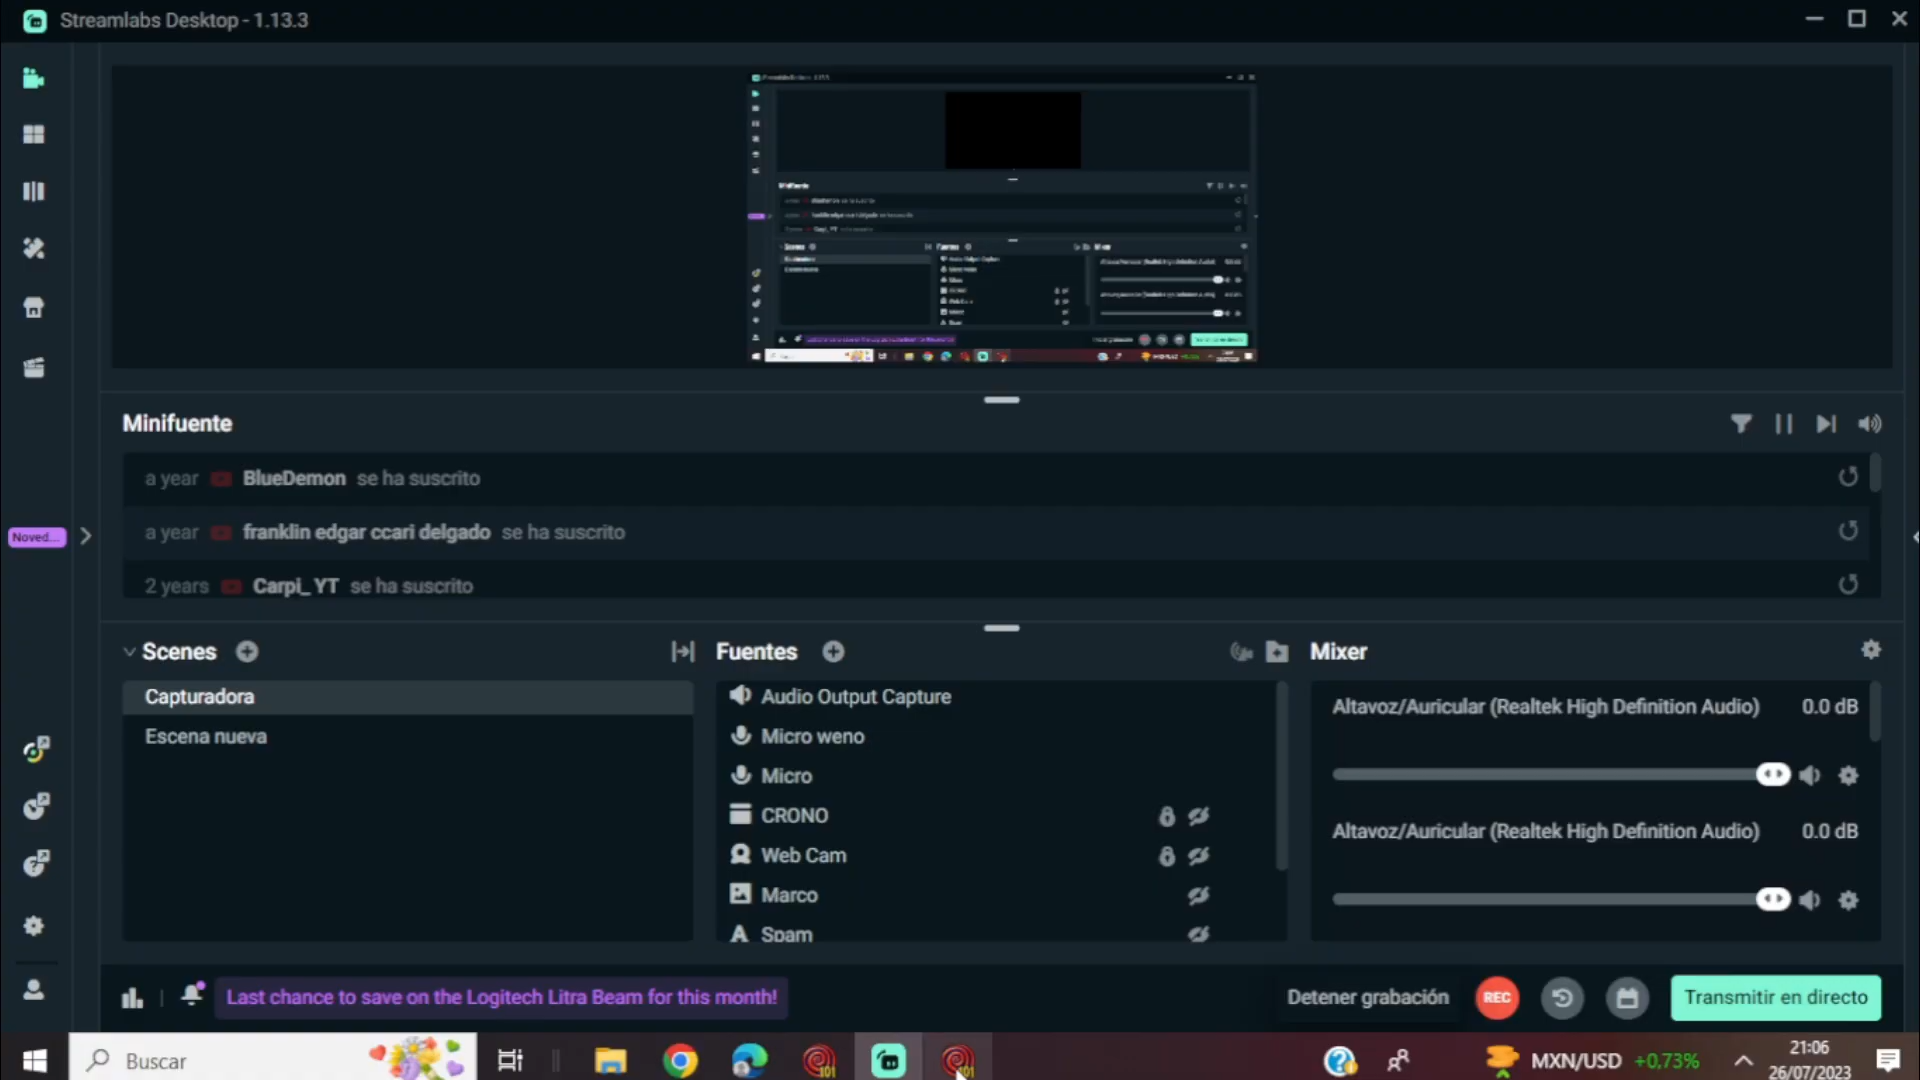 Streamlabs Desktop - 1.13.3
Minifuente
a year BlueDemon se ha suscrito
a year franklin edgar ccari delgado se ha suscrito
2 years Carpi_YT se ha suscrito
Noved...
Scenes
Capturadora
Escena nueva
Fuentes
Audio Output Capture
Micro weno
Micro
CRONO
Web Cam
Marco
Spam
Mixer
Altavoz/Auricular (Realtek High Definition Audio) 0.0 dB
Altavoz/Auricular (Realtek High Definition Audio) 0.0 dB
Last chance to save on the Logitech Litra Beam for this month!
Detener grabación
REC
Transmitir en directo
Buscar
101
101
MXN/USD +0,73%
21:06
26/07/2023